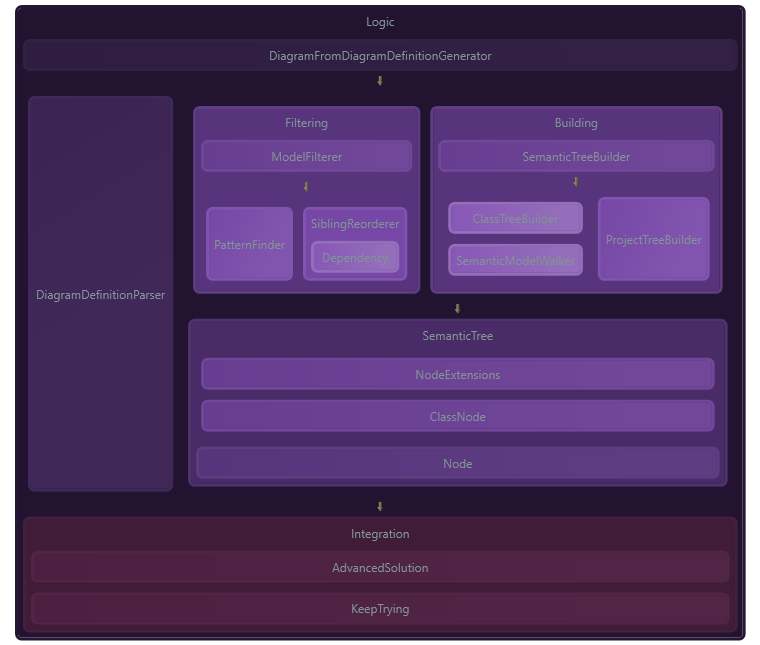 Logic
DiagramFromDiagramDefinitionGenerator
DiagramDefinitionParser
Filtering
ModelFilterer
PatternFinder
SiblingReorderer
Dependency
Building
SemanticTreeBuilder
ClassTreeBuilder
SemanticModelWalker
ProjectTreeBuilder
SemanticTree
NodeExtensions
ClassNode
Node
Integration
AdvancedSolution
KeepTrying